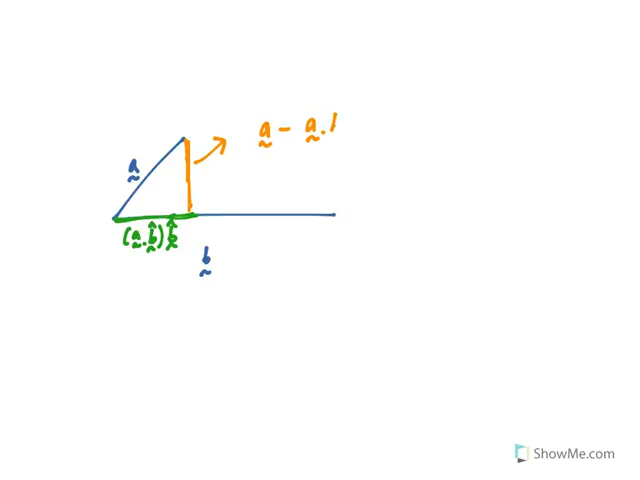 a - a . l
a
(a . b̂) b̂
b
ShowMe.com